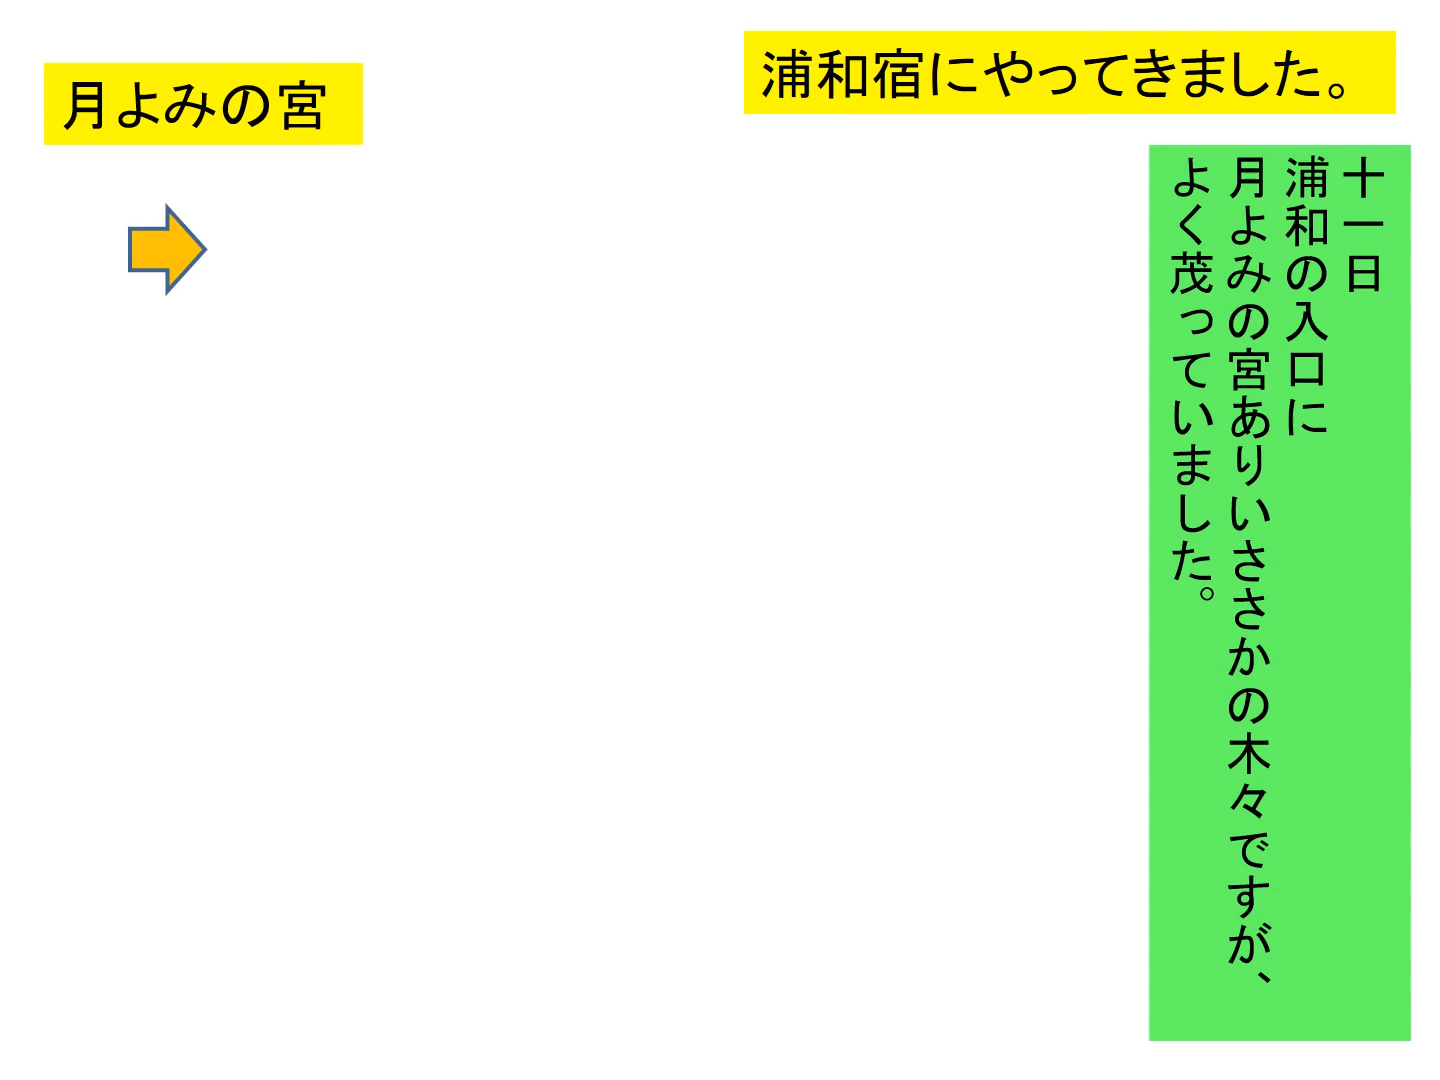 浦和宿にやってきました。
月よみの宮
十一日
浦和の入口に
月よみの宮ありいささかの木々ですが、
よく茂っていました。